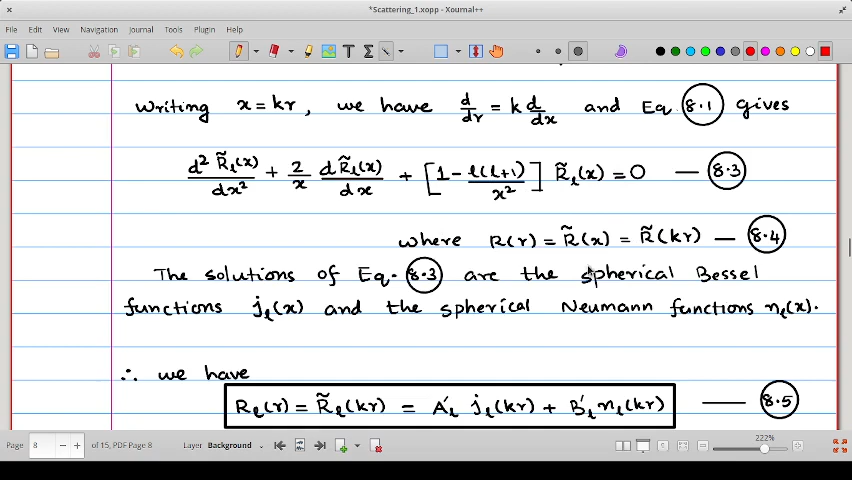 *Scattering_1.xopp - Xournal++
File Edit View Navigation Journal Tools Plugin Help
Writing x = kr, we have d/dr = k d/dx and Eq. 8.1 gives
d²R̃ₗ(x)/dx² + 2/x dR̃ₗ(x)/dx + [1 - l(l+1)/x²] R̃ₗ(x) = 0 — 8.3
where R(r) = R̃(x) = R̃(kr) — 8.4
The solutions of Eq. 8.3 are the spherical Bessel
functions jₗ(x) and the spherical Neumann functions nₗ(x).
∴ we have
Rₗ(r) = R̃ₗ(kr) = A'ₗ jₗ(kr) + B'ₗ nₗ(kr) — 8.5
Page 8 of 15, PDF Page 8 Layer: Background 222%